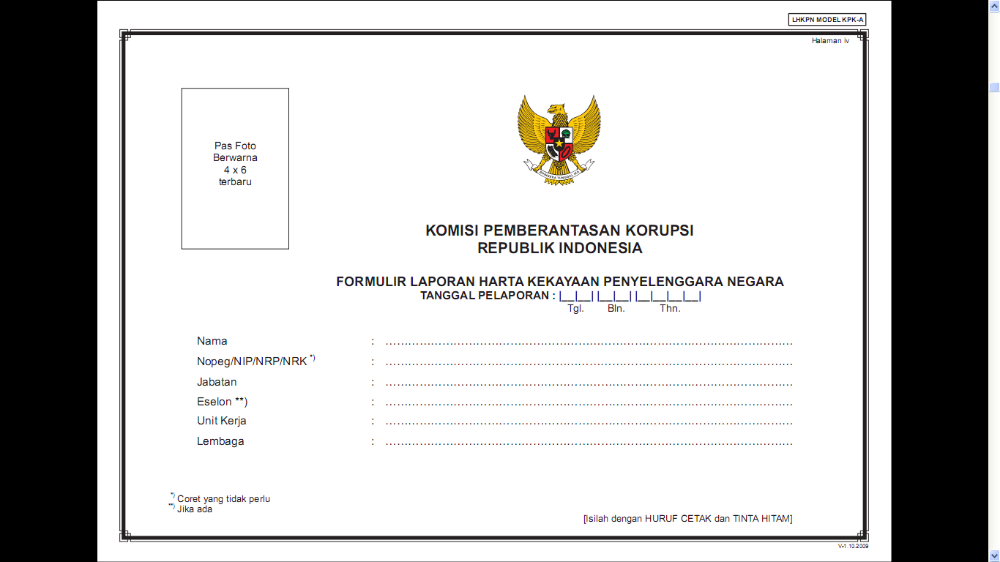 LHKPN MODEL KPK-A
Halaman iv
Pas Foto
Berwarna
4 x 6
terbaru
BHINNEKA TUNGGAL IKA
KOMISI PEMBERANTASAN KORUPSI
REPUBLIK INDONESIA
FORMULIR LAPORAN HARTA KEKAYAAN PENYELENGGARA NEGARA
TANGGAL PELAPORAN : |__|__| |__|__| |__|__|__|__|
Tgl. Bln. Thn.
Nama : ....................................................................................................
Nopeg/NIP/NRP/NRK *) : ....................................................................................................
Jabatan : ....................................................................................................
Eselon **) : ....................................................................................................
Unit Kerja : ....................................................................................................
Lembaga : ....................................................................................................
*) Coret yang tidak perlu
**) Jika ada
[Isilah dengan HURUF CETAK dan TINTA HITAM]
V-1.10.2009